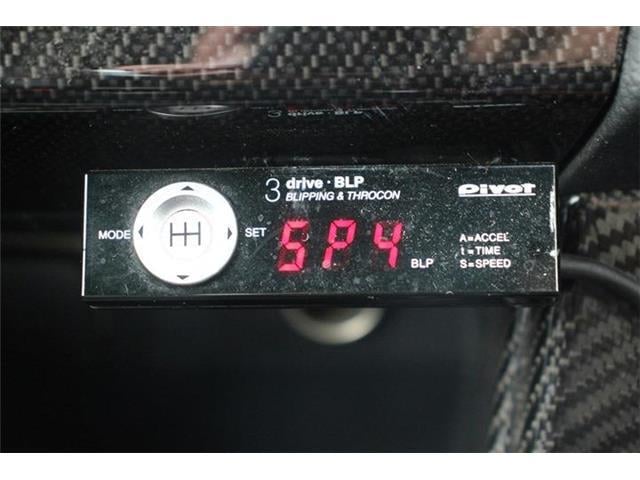 3 drive · BLP
BLIPPING & THROCON
Pivot
MODE
SET
SP4
BLP
A=ACCEL
t=TIME
S=SPEED